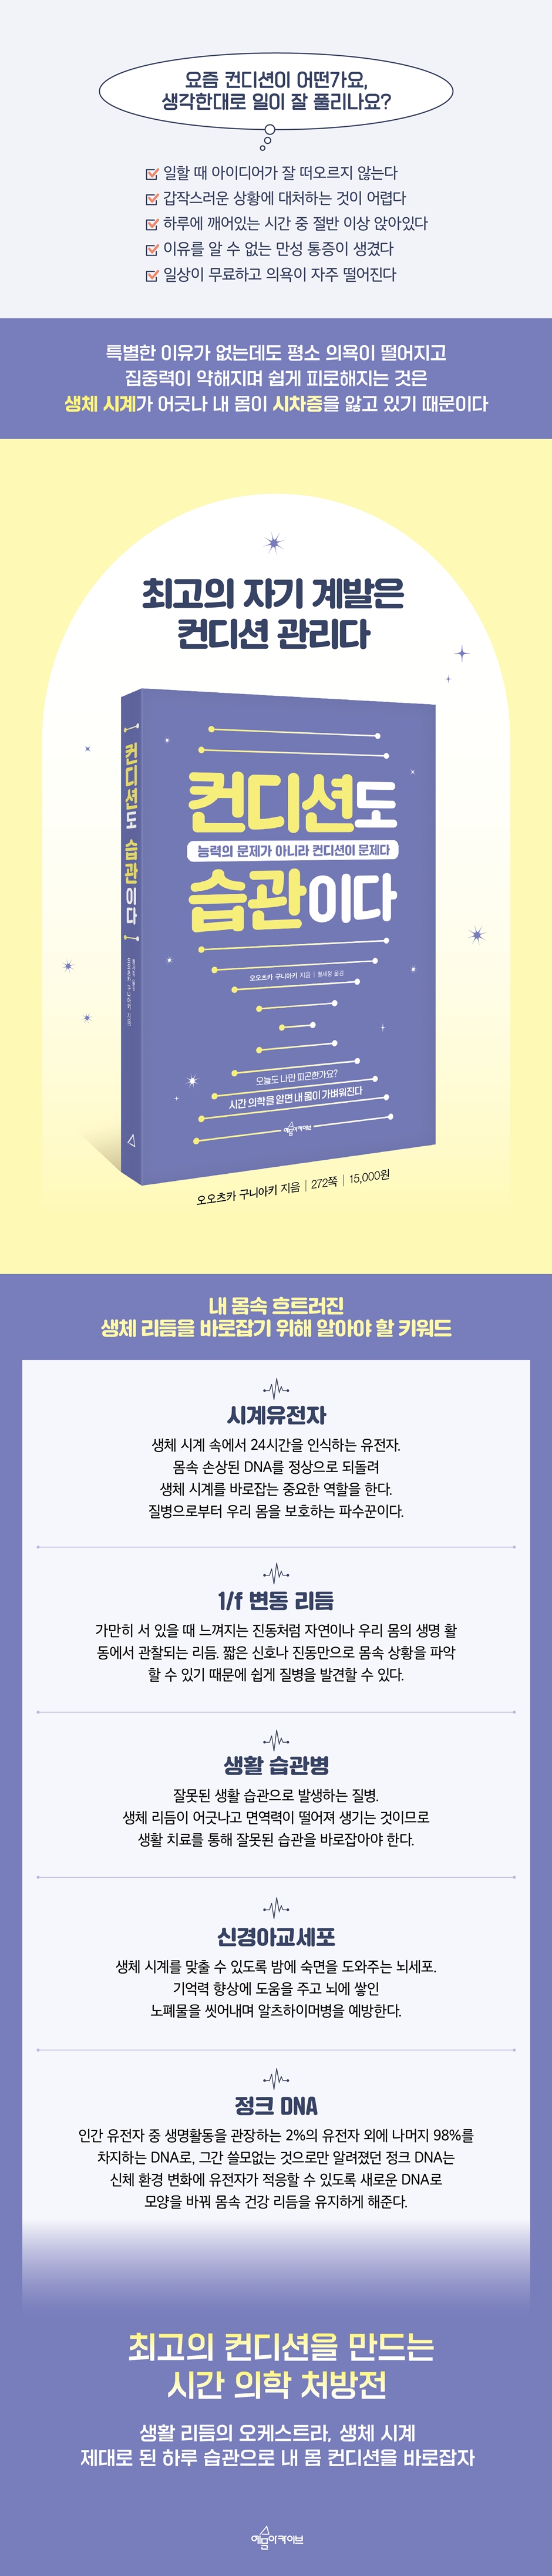 요즘 컨디션이 어떤가요,
생각한대로 일이 잘 풀리나요?
일할 때 아이디어가 잘 떠오르지 않는다
갑작스러운 상황에 대처하는 것이 어렵다
하루에 깨어있는 시간 중 절반 이상 앉아있다
이유를 알 수 없는 만성 통증이 생겼다
일상이 무료하고 의욕이 자주 떨어진다
특별한 이유가 없는데도 평소 의욕이 떨어지고
집중력이 약해지며 쉽게 피로해지는 것은
생체 시계가 어긋나 내 몸이 시차증을 앓고 있기 때문이다
최고의 자기 계발은
컨디션 관리다
컨디션도 습관이다
오오츠카 구니아키 지음
컨디션도
능력의 문제가 아니라 컨디션이 문제다
습관이다
오오츠카 구니아키 지음 | 황세정 옮김
오늘도 나만 피곤한가요?
시간 의학을 알면 내 몸이 가벼워진다
예문아카이브
오오츠카 구니아키 지음 | 272쪽 | 15,000원
내 몸속 흐트러진
생체 리듬을 바로잡기 위해 알아야 할 키워드
시계유전자
생체 시계 속에서 24시간을 인식하는 유전자.
몸속 손상된 DNA를 정상으로 되돌려
생체 시계를 바로잡는 중요한 역할을 한다.
질병으로부터 우리 몸을 보호하는 파수꾼이다.
1/f 변동 리듬
가만히 서 있을 때 느껴지는 진동처럼 자연이나 우리 몸의 생명 활
동에서 관찰되는 리듬. 짧은 신호나 진동만으로 몸속 상황을 파악
할 수 있기 때문에 쉽게 질병을 발견할 수 있다.
생활 습관병
잘못된 생활 습관으로 발생하는 질병.
생체 리듬이 어긋나고 면역력이 떨어져 생기는 것이므로
생활 치료를 통해 잘못된 습관을 바로잡아야 한다.
신경아교세포
생체 시계를 맞출 수 있도록 밤에 숙면을 도와주는 뇌세포.
기억력 향상에 도움을 주고 뇌에 쌓인
노폐물을 씻어내며 알츠하이머병을 예방한다.
정크 DNA
인간 유전자 중 생명활동을 관장하는 2%의 유전자 외에 나머지 98%를
차지하는 DNA로, 그간 쓸모없는 것으로만 알려졌던 정크 DNA는
신체 환경 변화에 유전자가 적응할 수 있도록 새로운 DNA로
모양을 바꿔 몸속 건강 리듬을 유지하게 해준다.
최고의 컨디션을 만드는
시간 의학 처방전
생활 리듬의 오케스트라, 생체 시계
제대로 된 하루 습관으로 내 몸 컨디션을 바로잡자
예문아카이브